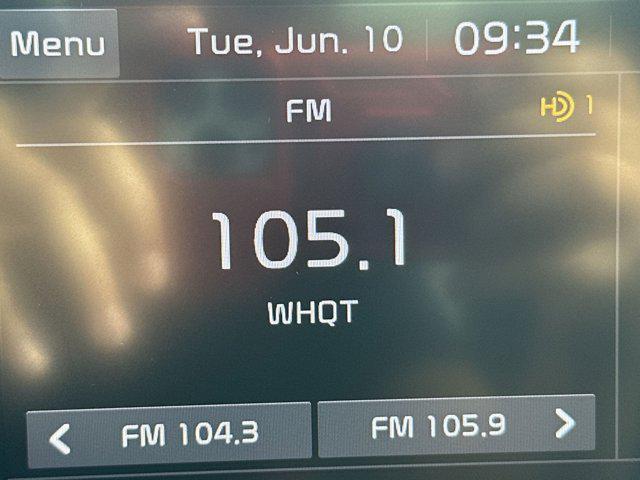 Menu Tue, Jun. 10 09:34
FM HD 1
105.1
WHQT
< FM 104.3 FM 105.9 >